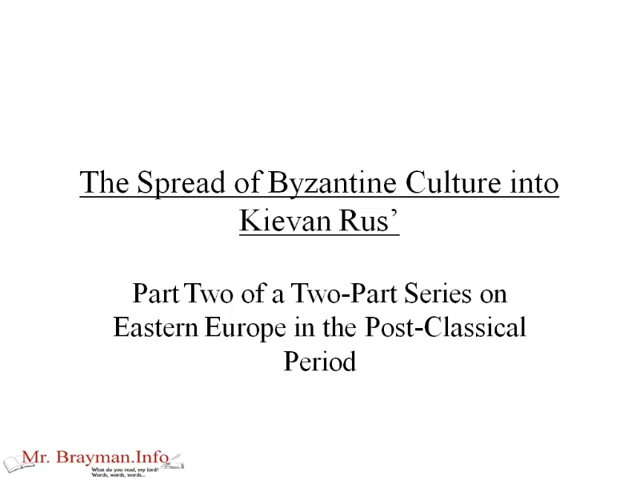 The Spread of Byzantine Culture into
Kievan Rus’
Part Two of a Two-Part Series on
Eastern Europe in the Post-Classical
Period
Mr. Brayman.Info
What do you read, my lord?
Words, words, words...